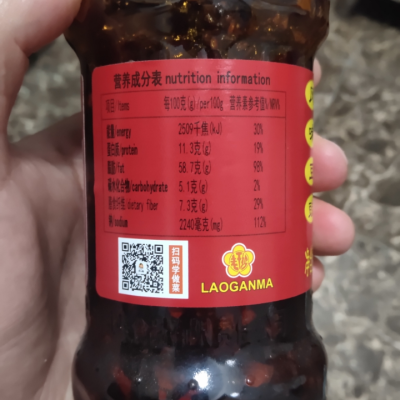 营养成分表 nutrition information
项目/items 每100克(g)/per100g 营养素参考值% NRV%
能量/energy 2509千焦(kJ) 30%
蛋白质/protein 11.3克(g) 19%
脂肪/fat 58.7克(g) 98%
碳水化合物/carbohydrate 5.1克(g) 2%
膳食纤维/dietary fiber 7.3克(g) 29%
钠/sodium 2240毫克(mg) 112%
扫码学做菜
LAOGANMA